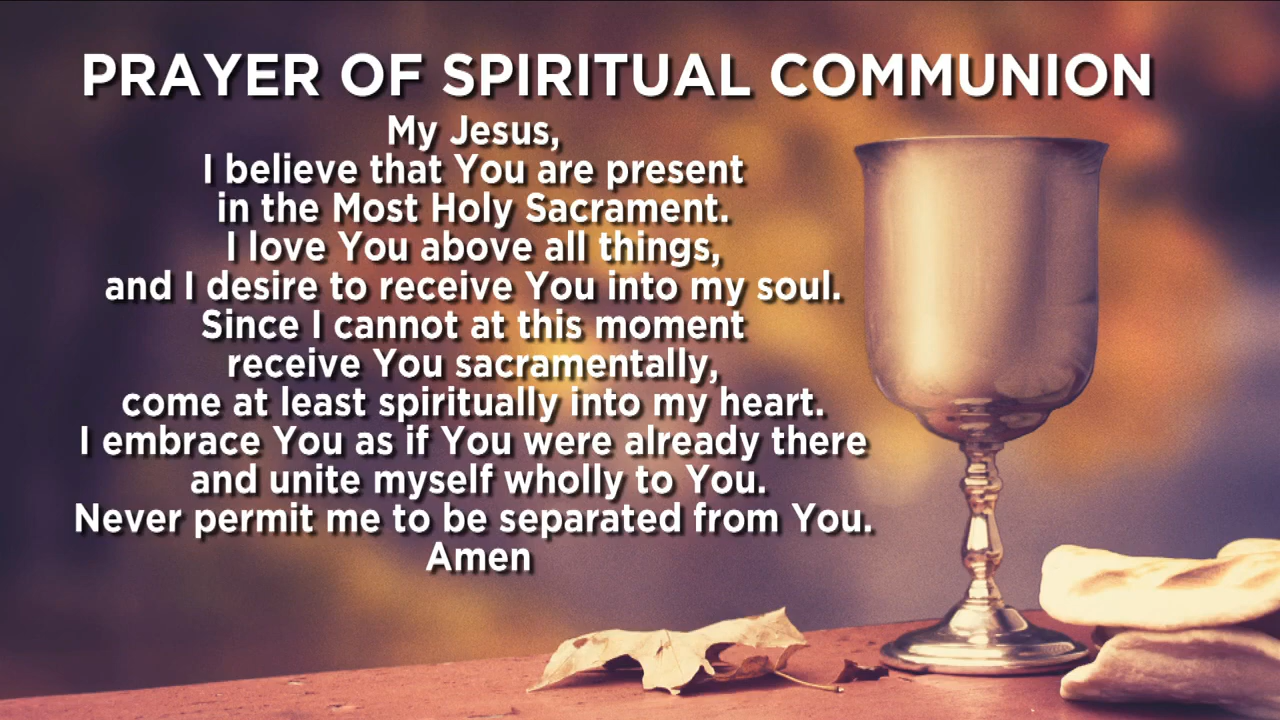 PRAYER OF SPIRITUAL COMMUNION
My Jesus,
I believe that You are present
in the Most Holy Sacrament.
I love You above all things,
and I desire to receive You into my soul.
Since I cannot at this moment
receive You sacramentally,
come at least spiritually into my heart.
I embrace You as if You were already there
and unite myself wholly to You.
Never permit me to be separated from You.
Amen